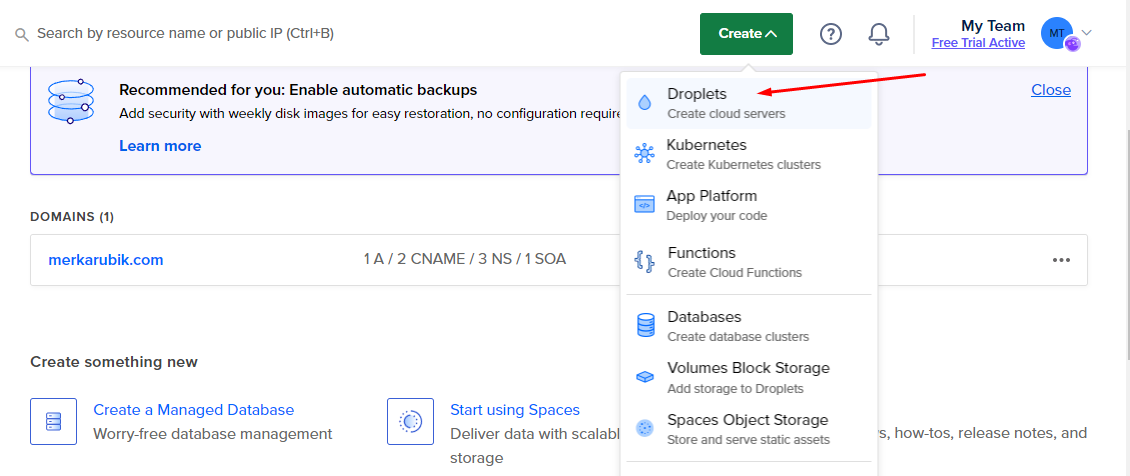 Search by resource name or public IP (Ctrl+B)
Create
My Team
Free Trial Active
MT
Recommended for you: Enable automatic backups
Close
Add security with weekly disk images for easy restoration, no configuration
Learn more
Droplets
Create cloud servers
Kubernetes
Create Kubernetes clusters
App Platform
Deploy your code
Functions
Create Cloud Functions
Databases
Create database clusters
Volumes Block Storage
Add storage to Droplets
Spaces Object Storage
Store and serve static assets
DOMAINS (1)
merkarubik.com
1 A / 2 CNAME / 3 NS / 1 SOA
Create something new
Create a Managed Database
Worry-free database management
Start using Spaces
Deliver data with
storage
how-tos, release notes, and